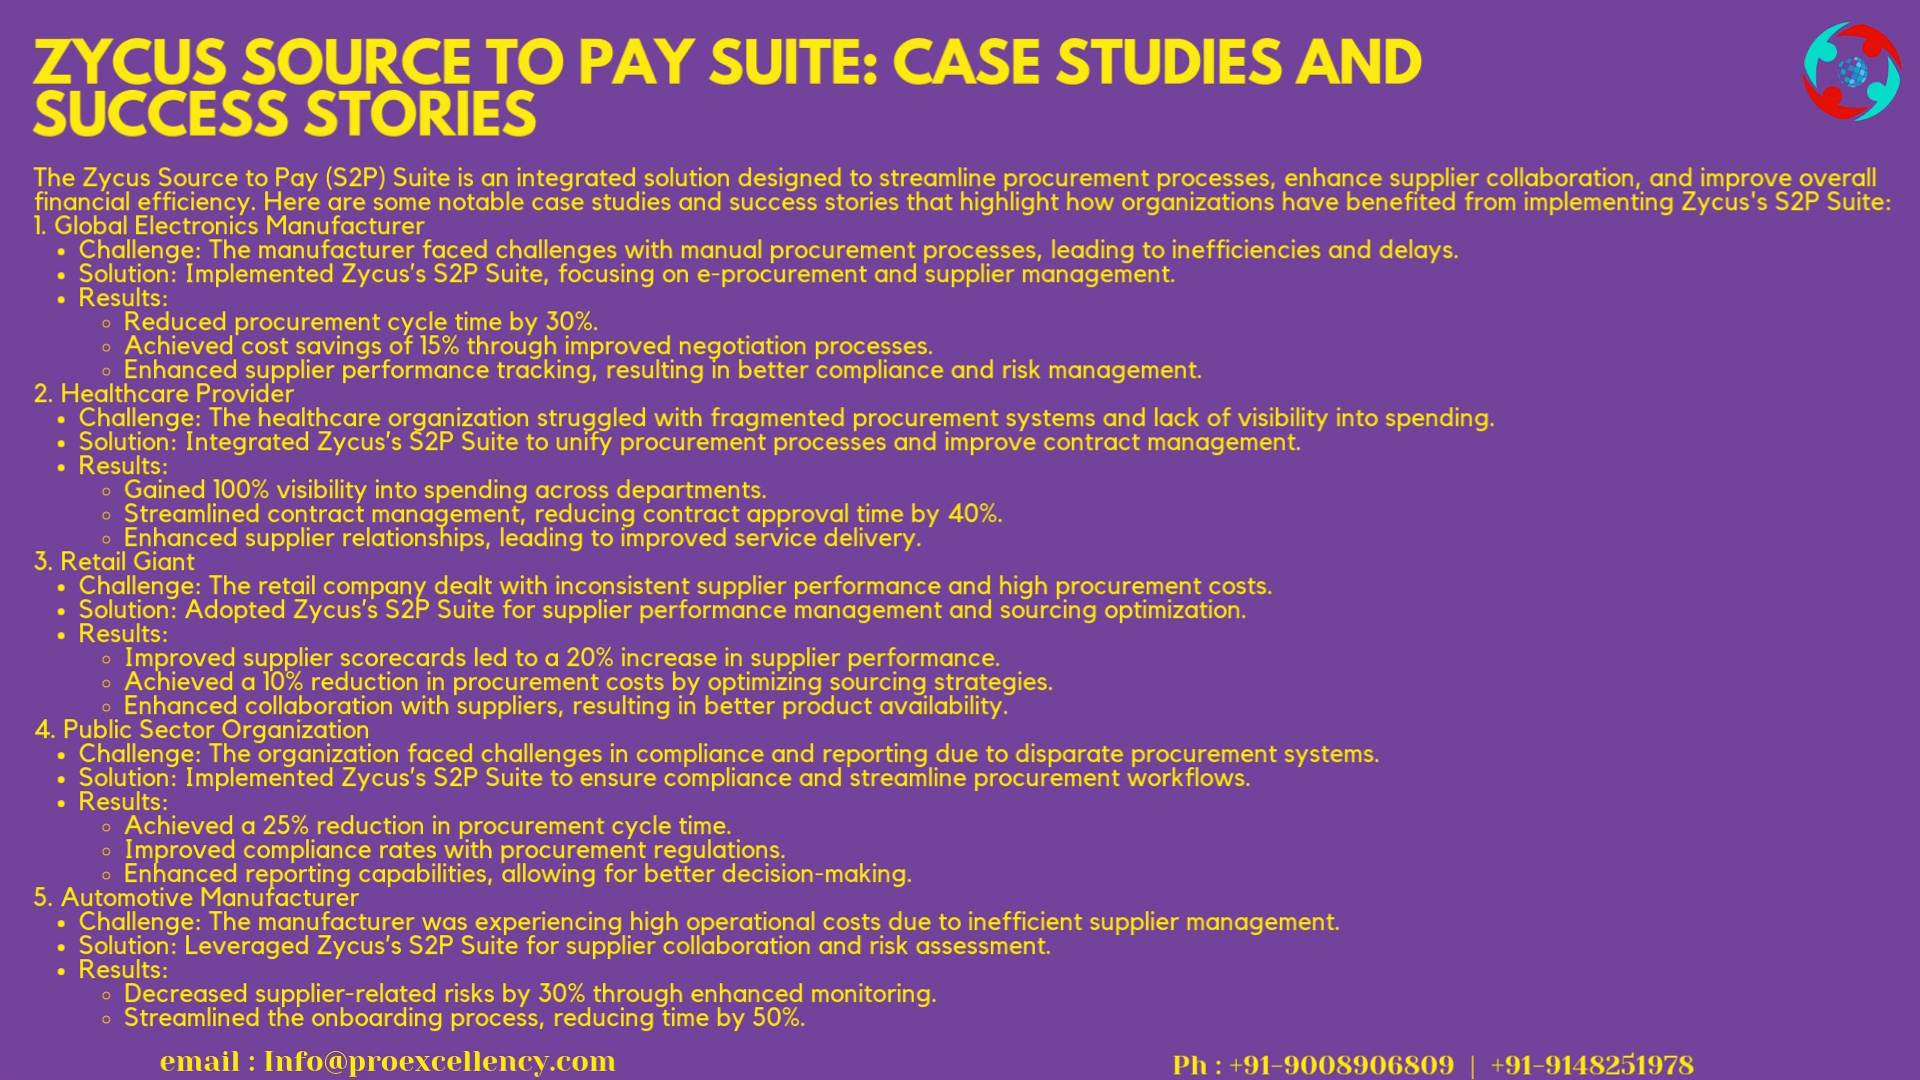 ZYCUS SOURCE TO PAY SUITE: CASE STUDIES AND
SUCCESS STORIES
The Zycus Source to Pay (S2P) Suite is an integrated solution designed to streamline procurement processes, enhance supplier collaboration, and improve overall
financial efficiency. Here are some notable case studies and success stories that highlight how organizations have benefited from implementing Zycus's S2P Suite:
1. Global Electronics Manufacturer
• Challenge: The manufacturer faced challenges with manual procurement processes, leading to inefficiencies and delays.
• Solution: Implemented Zycus's S2P Suite, focusing on e-procurement and supplier management.
• Results:
◦ Reduced procurement cycle time by 30%.
◦ Achieved cost savings of 15% through improved negotiation processes.
◦ Enhanced supplier performance tracking, resulting in better compliance and risk management.
2. Healthcare Provider
• Challenge: The healthcare organization struggled with fragmented procurement systems and lack of visibility into spending.
• Solution: Integrated Zycus's S2P Suite to unify procurement processes and improve contract management.
• Results:
◦ Gained 100% visibility into spending across departments.
◦ Streamlined contract management, reducing contract approval time by 40%.
◦ Enhanced supplier relationships, leading to improved service delivery.
3. Retail Giant
• Challenge: The retail company dealt with inconsistent supplier performance and high procurement costs.
• Solution: Adopted Zycus's S2P Suite for supplier performance management and sourcing optimization.
• Results:
◦ Improved supplier scorecards led to a 20% increase in supplier performance.
◦ Achieved a 10% reduction in procurement costs by optimizing sourcing strategies.
◦ Enhanced collaboration with suppliers, resulting in better product availability.
4. Public Sector Organization
• Challenge: The organization faced challenges in compliance and reporting due to disparate procurement systems.
• Solution: Implemented Zycus's S2P Suite to ensure compliance and streamline procurement workflows.
• Results:
◦ Achieved a 25% reduction in procurement cycle time.
◦ Improved compliance rates with procurement regulations.
◦ Enhanced reporting capabilities, allowing for better decision-making.
5. Automotive Manufacturer
• Challenge: The manufacturer was experiencing high operational costs due to inefficient supplier management.
• Solution: Leveraged Zycus's S2P Suite for supplier collaboration and risk assessment.
• Results:
◦ Decreased supplier-related risks by 30% through enhanced monitoring.
◦ Streamlined the onboarding process, reducing time by 50%.
email : Info@proexcellency.com
Ph : +91-9008906809 | +91-9148251978